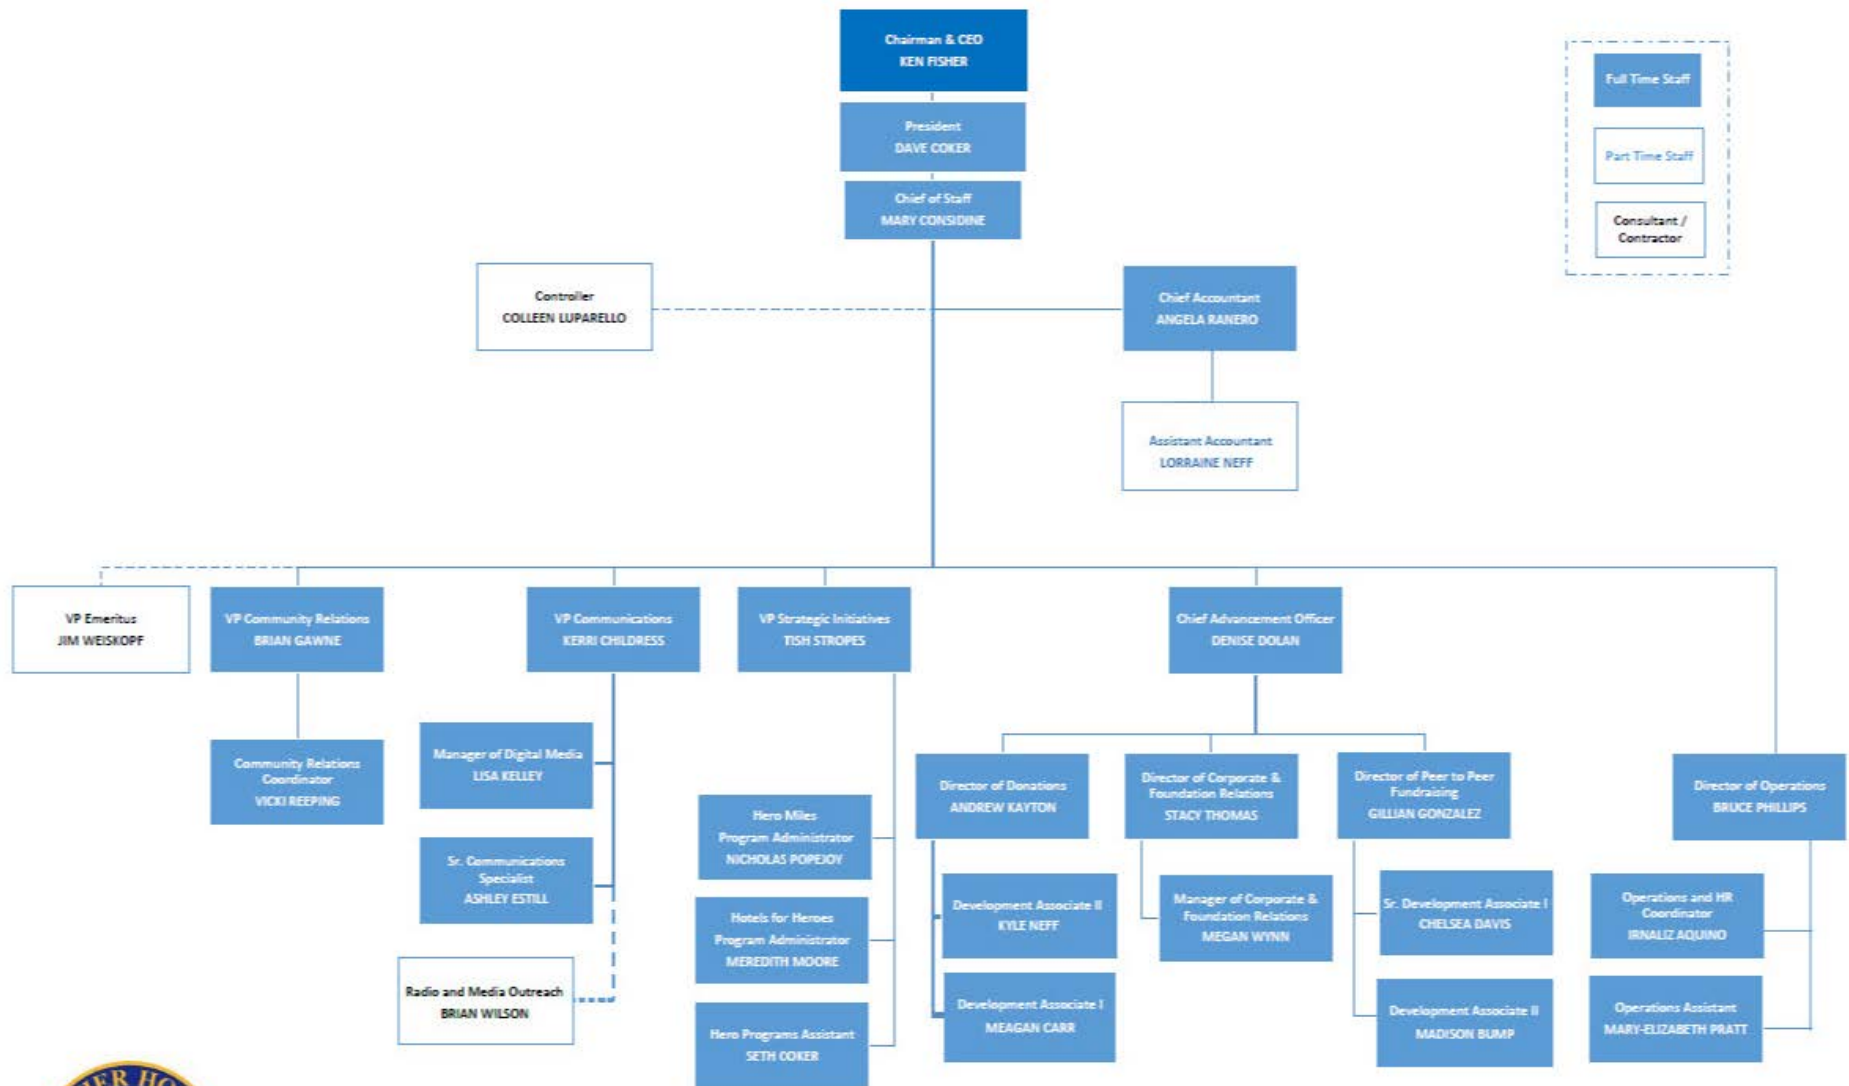 Chairman & CEO
KEN FISHER
President
DAVE COKER
Chief of Staff
MARY CONSIDINE
Full Time Staff
Part Time Staff
Consultant /
Contractor
Controller
COLLEEN LUPARELLO
Chief Accountant
ANGELA RANERO
Assistant Accountant
LORRAINE NEFF
VP Emeritus
JIM WEISKOPF
VP Community Relations
BRIAN GAWNE
VP Communications
KERRI CHILDRESS
VP Strategic Initiatives
TISH STROPES
Chief Advancement Officer
DENISE DOLAN
Community Relations
Coordinator
VICKI REEPING
Manager of Digital Media
LISA KELLEY
Sr. Communications
Specialist
ASHLEY ESTILL
Radio and Media Outreach
BRIAN WILSON
Hero Miles
Program Administrator
NICHOLAS POPEJOY
Hotels for Heroes
Program Administrator
MEREDITH MOORE
Hero Programs Assistant
SETH COKER
Director of Donations
ANDREW KAYTON
Development Associate II
KYLE NEFF
Development Associate I
MEAGAN CARR
Director of Corporate &
Foundation Relations
STACY THOMAS
Manager of Corporate &
Foundation Relations
MEGAN WYNN
Director of Peer to Peer
Fundraising
GILLIAN GONZALEZ
Sr. Development Associate I
CHELSEA DAVIS
Development Associate II
MADISON BUMP
Director of Operations
BRUCE PHILLIPS
Operations and HR
Coordinator
IRNALIZ AQUINO
Operations Assistant
MARY-ELIZABETH PRATT